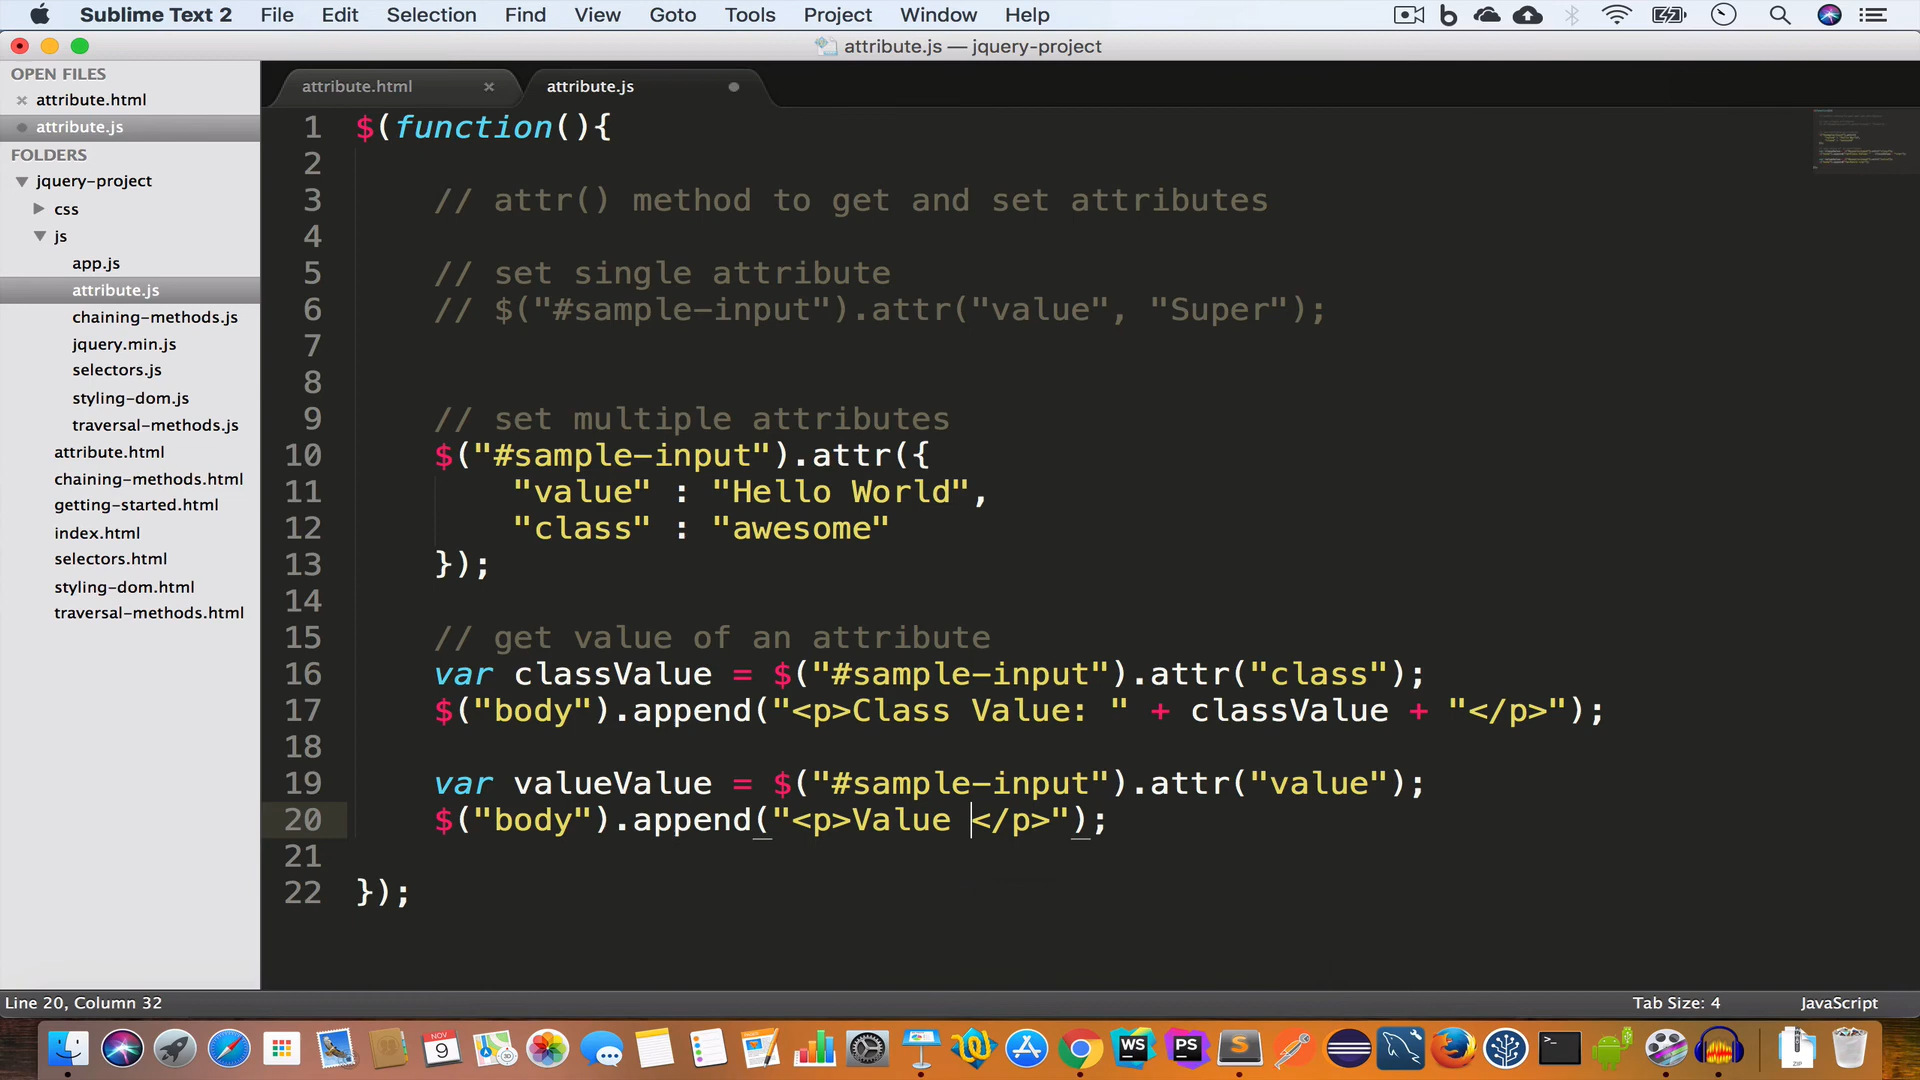 Sublime Text 2 File Edit Selection Find View Goto Tools Project Window Help
attribute.js — jquery-project
OPEN FILES
attribute.html
attribute.js
FOLDERS
jquery-project
css
js
app.js
attribute.js
chaining-methods.js
jquery.min.js
selectors.js
styling-dom.js
traversal-methods.js
attribute.html
chaining-methods.html
getting-started.html
index.html
selectors.html
styling-dom.html
traversal-methods.html
attribute.html attribute.js
1 $(function(){
2
3 // attr() method to get and set attributes
4
5 // set single attribute
6 // $("#sample-input").attr("value", "Super");
7
8
9 // set multiple attributes
10 $("#sample-input").attr({
11 "value" : "Hello World",
12 "class" : "awesome"
13 });
14
15 // get value of an attribute
16 var classValue = $("#sample-input").attr("class");
17 $("body").append("<p>Class Value: " + classValue + "</p>");
18
19 var valueValue = $("#sample-input").attr("value");
20 $("body").append("<p>Value </p>");
21
22 });
Line 20, Column 32 Tab Size: 4 JavaScript
NOV
9
3D
WS
PS
S
>_
ZIP